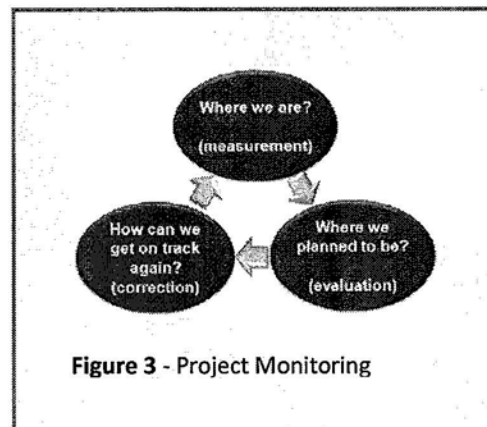 Where we are?
(measurement)
How can we
get on track
again?
(correction)
Where we
planned to be?
(evaluation)
Figure 3 - Project Monitoring